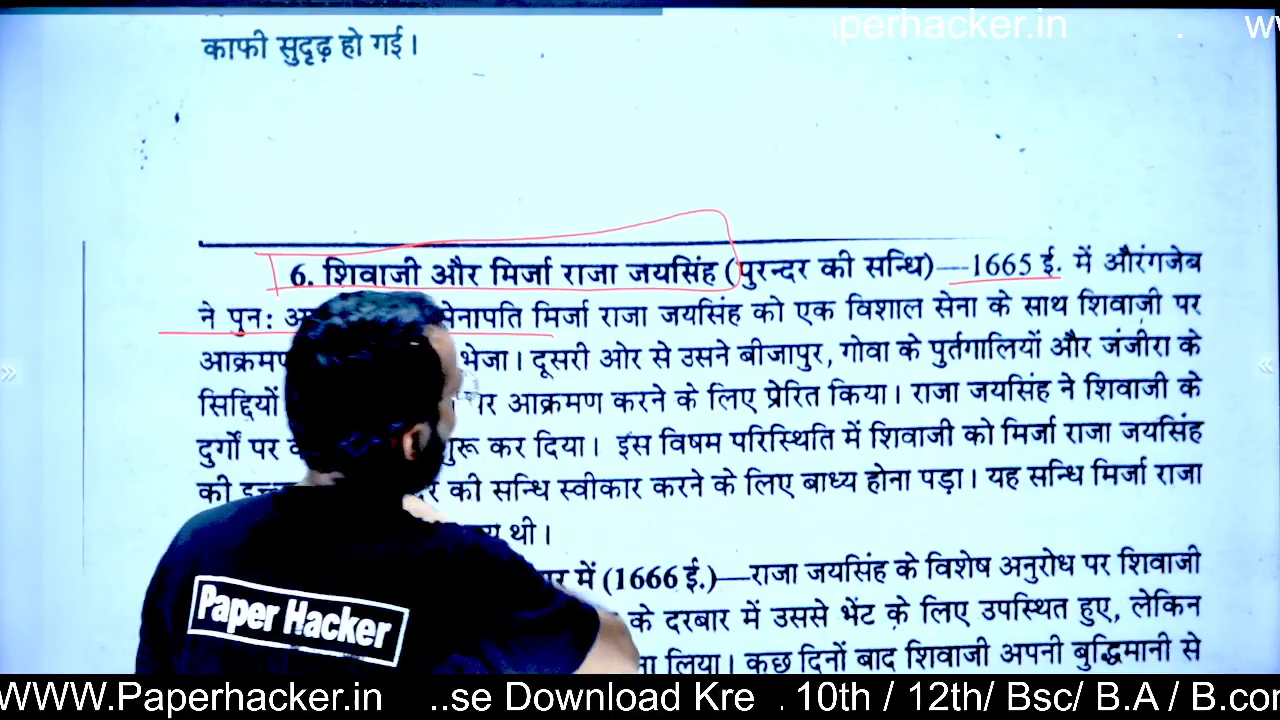 paperhacker.in . w
काफी सुदृढ़ हो गई।
6. शिवाजी और मिर्जा राजा जयसिंह (पुरन्दर की सन्धि)—1665 ई. में औरंगजेब
ने पुन: सेनापति मिर्जा राजा जयसिंह को एक विशाल सेना के साथ शिवाजी पर
आक्रमण भेजा। दूसरी ओर से उसने बीजापुर, गोवा के पुर्तगालियों और जंजीरा के
सिद्दियों आक्रमण करने के लिए प्रेरित किया। राजा जयसिंह ने शिवाजी के
दुर्गों पर कर दिया। इस विषम परिस्थिति में शिवाजी को मिर्जा राजा जयसिंह
की की सन्धि स्वीकार करने के लिए बाध्य होना पड़ा। यह सन्धि मिर्जा राजा
थी।
में (1666 ई.)—राजा जयसिंह के विशेष अनुरोध पर शिवाजी
के दरबार में उससे भेंट के लिए उपस्थित हुए, लेकिन
लिया। कुछ दिनों बाद शिवाजी अपनी बुद्धिमानी से
Paper Hacker
WWW.Paperhacker.in ..se Download Kre . 10th / 12th/ Bsc/ B.A / B.com